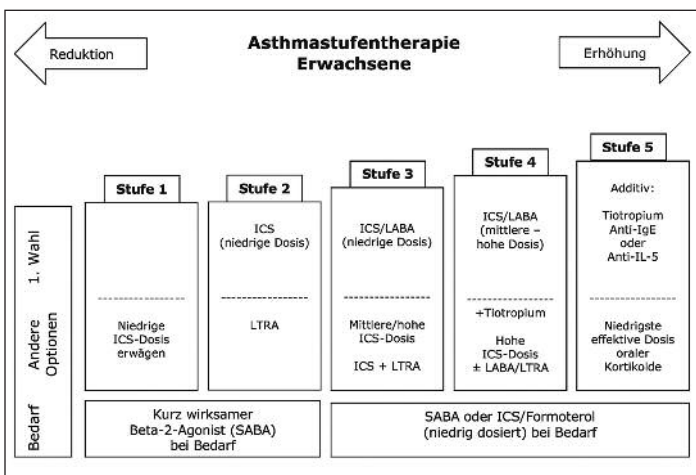 Asthmastufentherapie
Erwachsene
Reduktion
Erhöhung
Stufe 1
Stufe 2
Stufe 3
Stufe 4
Stufe 5
1. Wahl
ICS
(niedrige Dosis)
ICS/LABA
(niedrige Dosis)
ICS/LABA
(mittlere –
hohe Dosis)
Additiv:
Tiotropium
Anti-IgE
oder
Anti-IL-5
Andere
Optionen
Niedrige
ICS-Dosis
erwägen
LTRA
Mittlere/hohe
ICS-Dosis
ICS + LTRA
+Tiotropium
Hohe
ICS-Dosis
± LABA/LTRA
Niedrigste
effektive Dosis
oraler
Kortikoide
Bedarf
Kurz wirksamer
Beta-2-Agonist (SABA)
bei Bedarf
SABA oder ICS/Formoterol
(niedrig dosiert) bei Bedarf